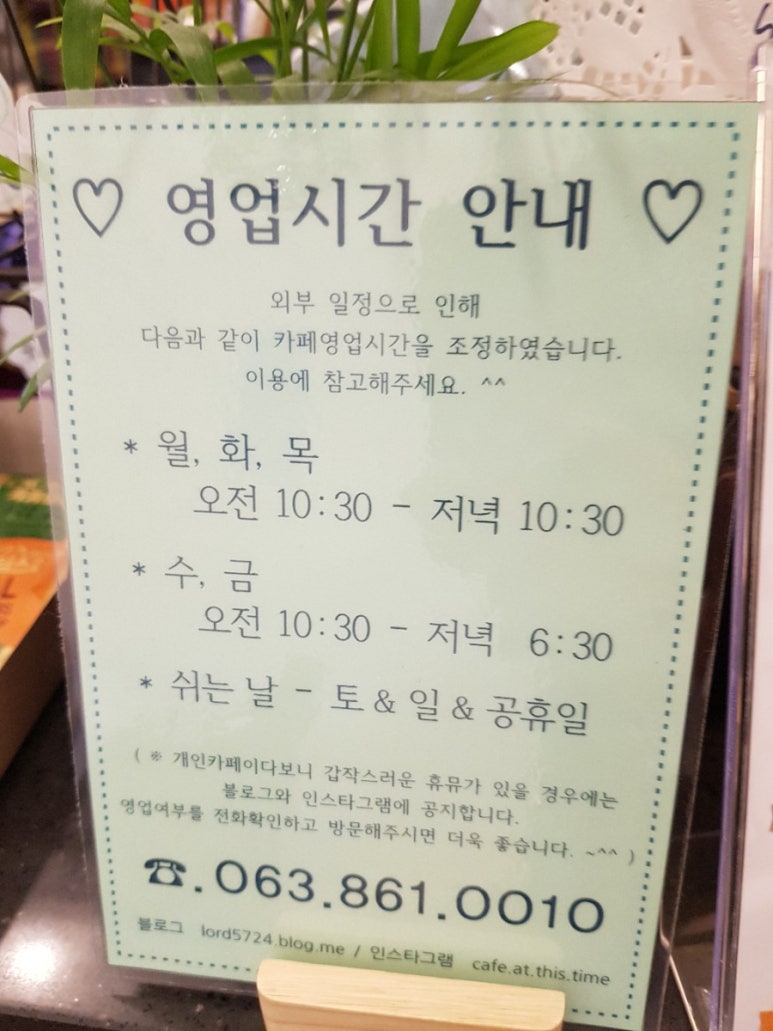 ♡ 영업시간 안내 ♡
외부 일정으로 인해
다음과 같이 카페영업시간을 조정하였습니다.
이용에 참고해주세요. ^^
* 월, 화, 목
오전 10:30 - 저녁 10:30
* 수, 금
오전 10:30 - 저녁 6:30
* 쉬는 날 - 토 & 일 & 공휴일
( ※ 개인카페이다보니 갑작스러운 휴뮤가 있을 경우에는
블로그와 인스타그램에 공지합니다.
영업여부를 전화확인하고 방문해주시면 더욱 좋습니다. ~^^ )
☎.063.861.0010
블로그 lord5724.blog.me / 인스타그램 cafe.at.this.time